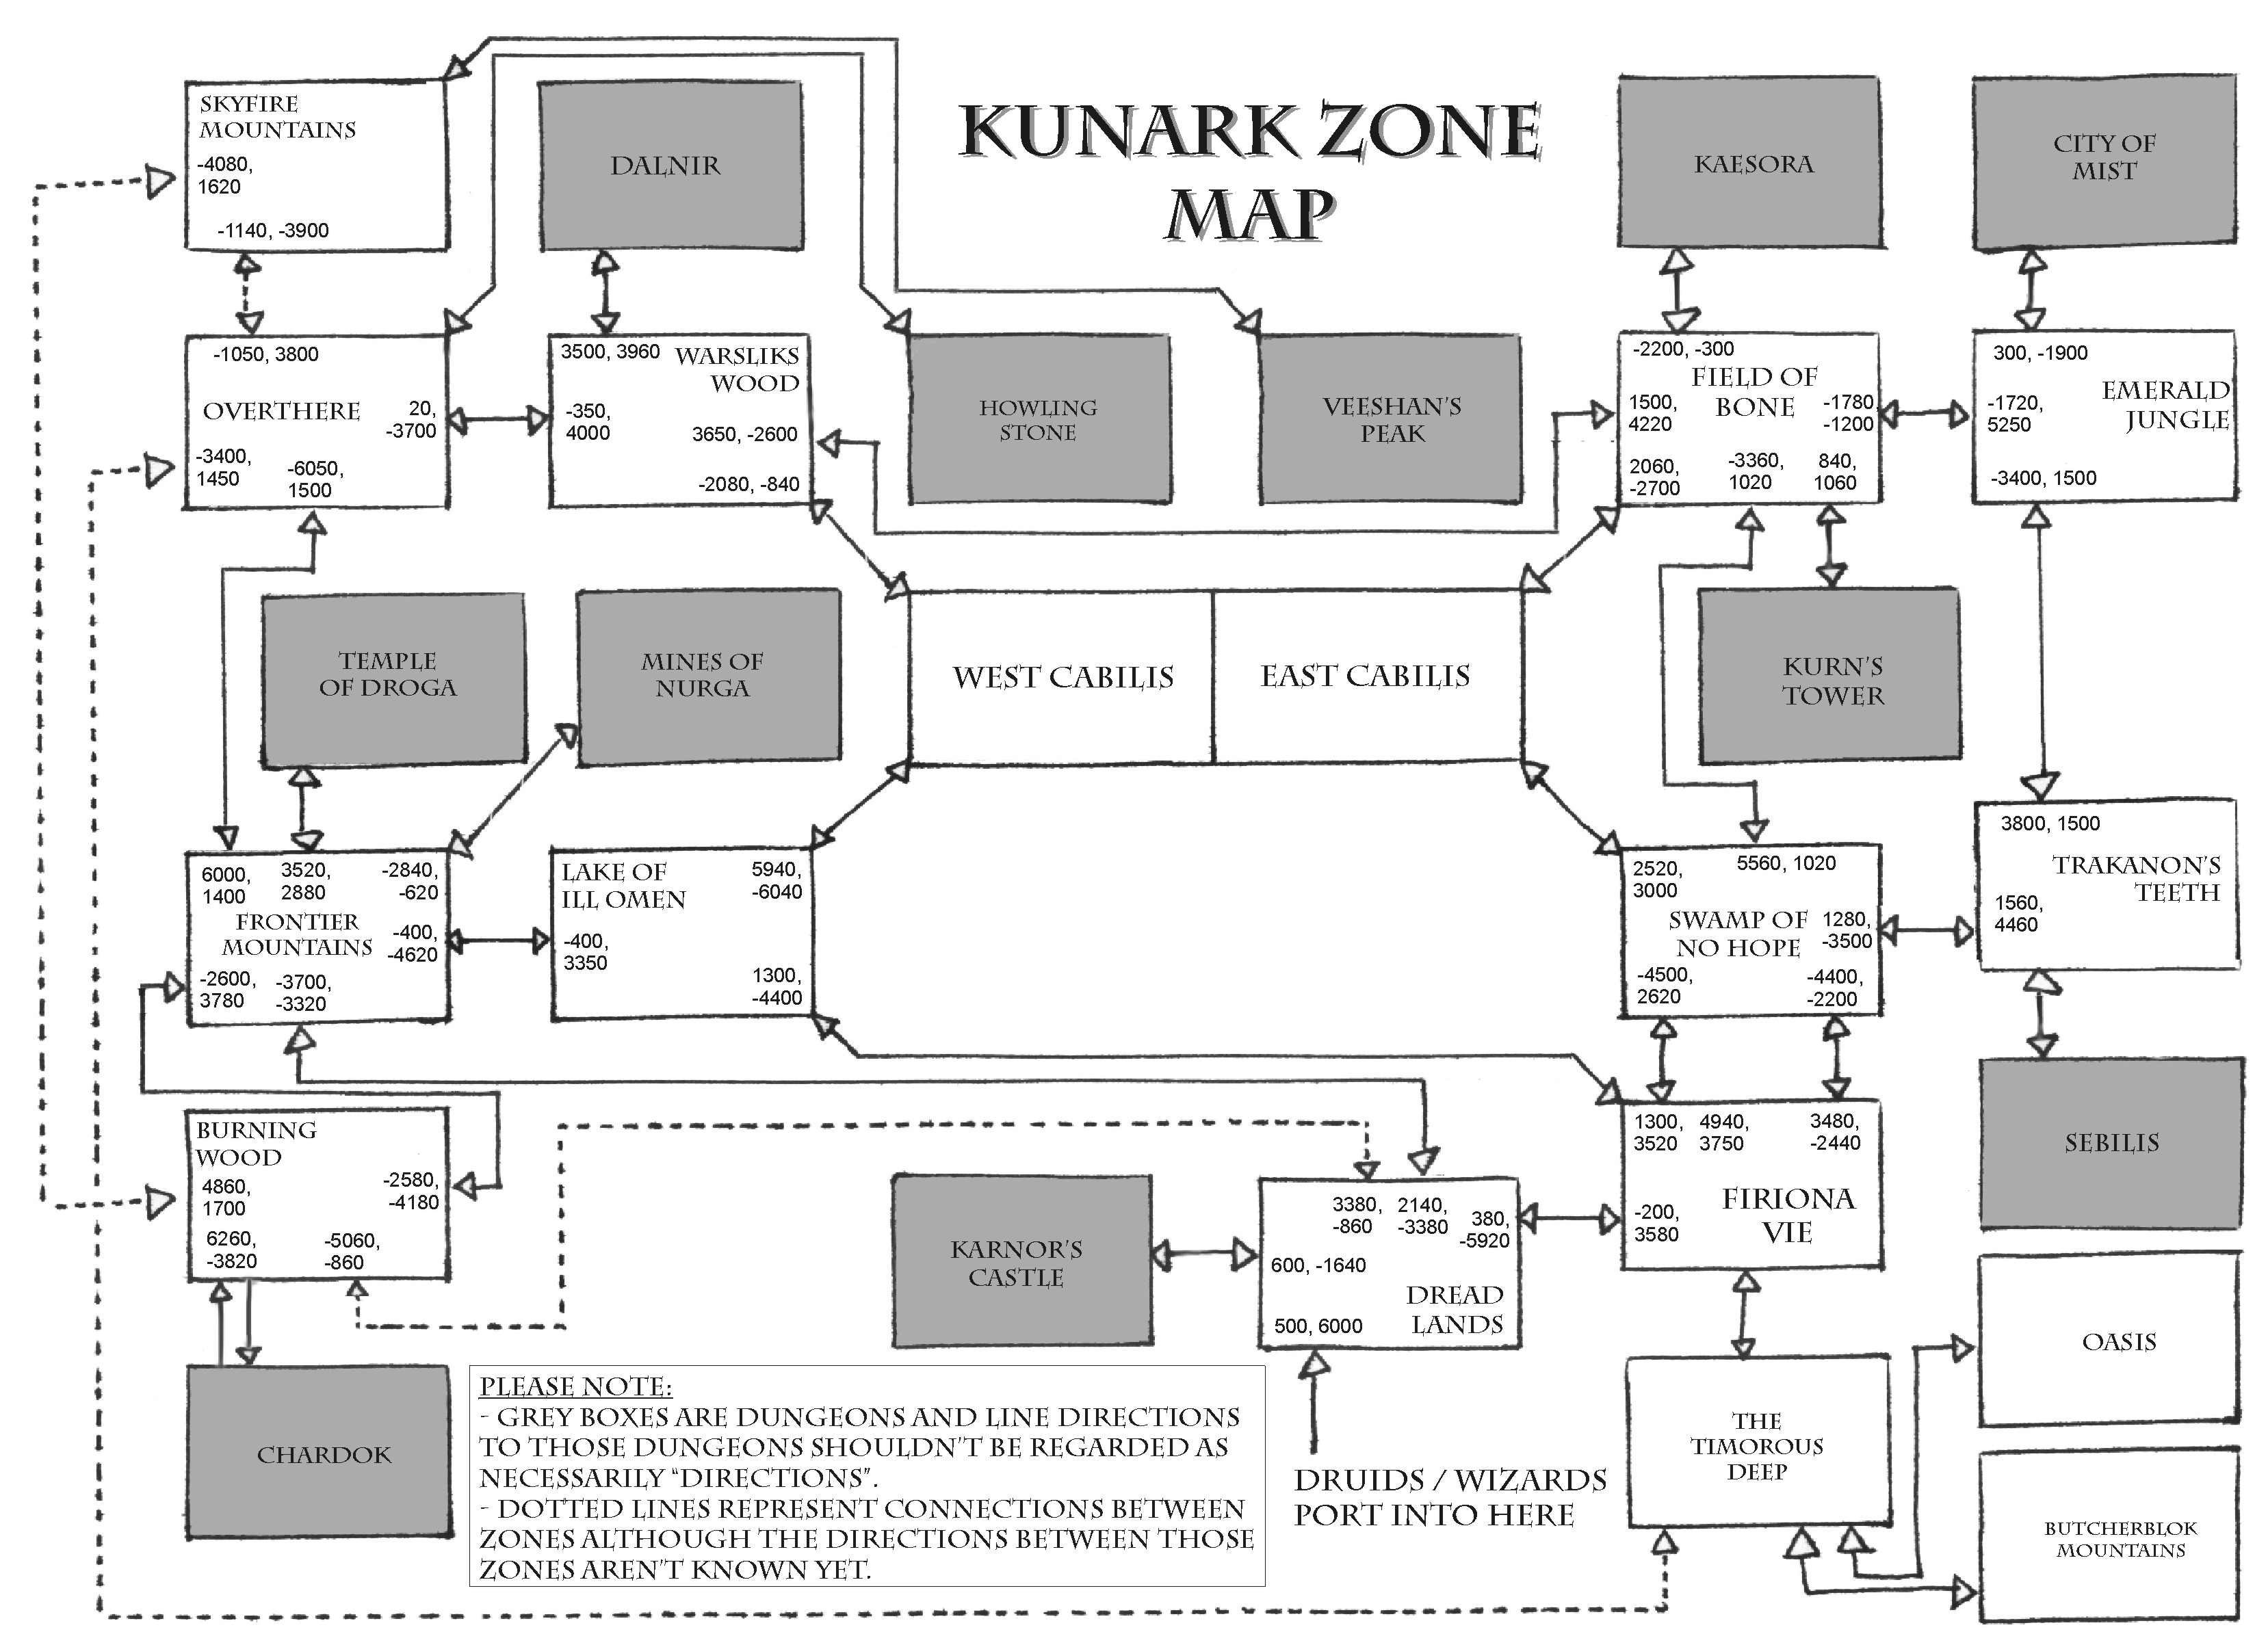 KUNARK ZONE
MAP
SKYFIRE
MOUNTAINS
-4080,
1620
-1140, -3900
DALNIR
KAESORA
CITY OF
MIST
-1050, 3800
OVERTHERE
20,
-3700
-3400,
1450
-6050,
1500
3500, 3960
WARSLIKS
WOOD
-350,
4000
3650, -2600
-2080, -840
HOWLING
STONE
VEESHAN'S
PEAK
-2200, -300
FIELD OF
BONE
1500,
4220
-1780
-1200
2060,
-2700
-3360,
1020
840,
1060
300, -1900
EMERALD
JUNGLE
-1720,
5250
-3400, 1500
TEMPLE
OF DROGA
MINES OF
NURGA
WEST CABILIS
EAST CABILIS
KURN'S
TOWER
6000,
1400
3520,
2880
-2840,
-620
FRONTIER
MOUNTAINS
-400,
-4620
-2600,
3780
-3700,
-3320
LAKE OF
ILL OMEN
5940,
-6040
-400,
3350
1300,
-4400
2520,
3000
5560, 1020
SWAMP OF
NO HOPE
1280,
-3500
-4500,
2620
-4400,
-2200
3800, 1500
TRAKANON'S
TEETH
1560,
4460
SEBILIS
BURNING
WOOD
4860,
1700
-2580,
-4180
6260,
-3820
-5060,
-860
KARNOR'S
CASTLE
3380,
-860
2140,
-3380
380,
-5920
600, -1640
DREAD
LANDS
500, 6000
1300,
3520
4940,
3750
3480,
-2440
FIRIONA
VIE
-200,
3580
OASIS
CHARDOK
PLEASE NOTE:
- GREY BOXES ARE DUNGEONS AND LINE DIRECTIONS
TO THOSE DUNGEONS SHOULDN'T BE REGARDED AS
NECESSARILY "DIRECTIONS".
- DOTTED LINES REPRESENT CONNECTIONS BETWEEN
ZONES ALTHOUGH THE DIRECTIONS BETWEEN THOSE
ZONES AREN'T KNOWN YET.
DRUIDS / WIZARDS
PORT INTO HERE
THE
TIMOROUS
DEEP
BUTCHERBLOK
MOUNTAINS